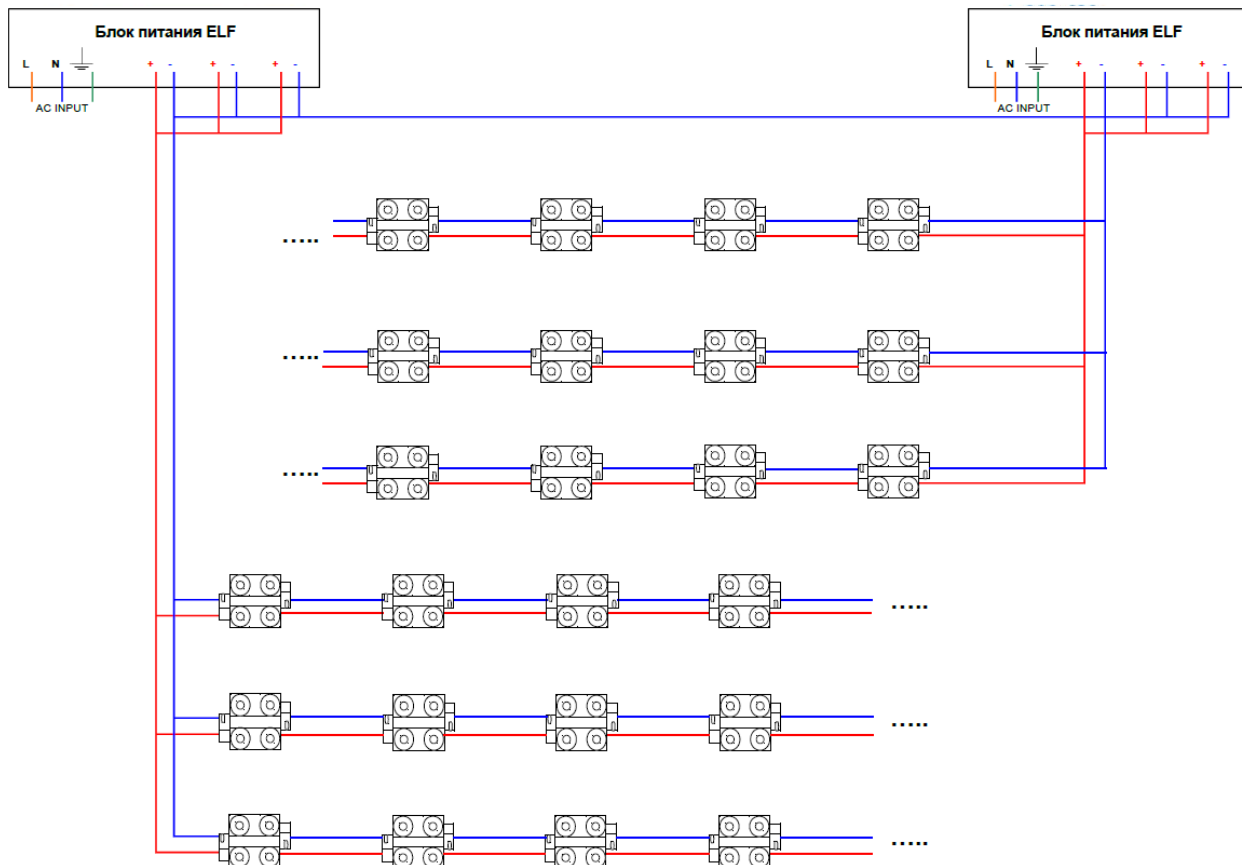 Блок питания ELF
L N + - + - + -
AC INPUT
Блок питания ELF
L N + - + - + -
AC INPUT
.....
.....
.....
.....
.....
.....